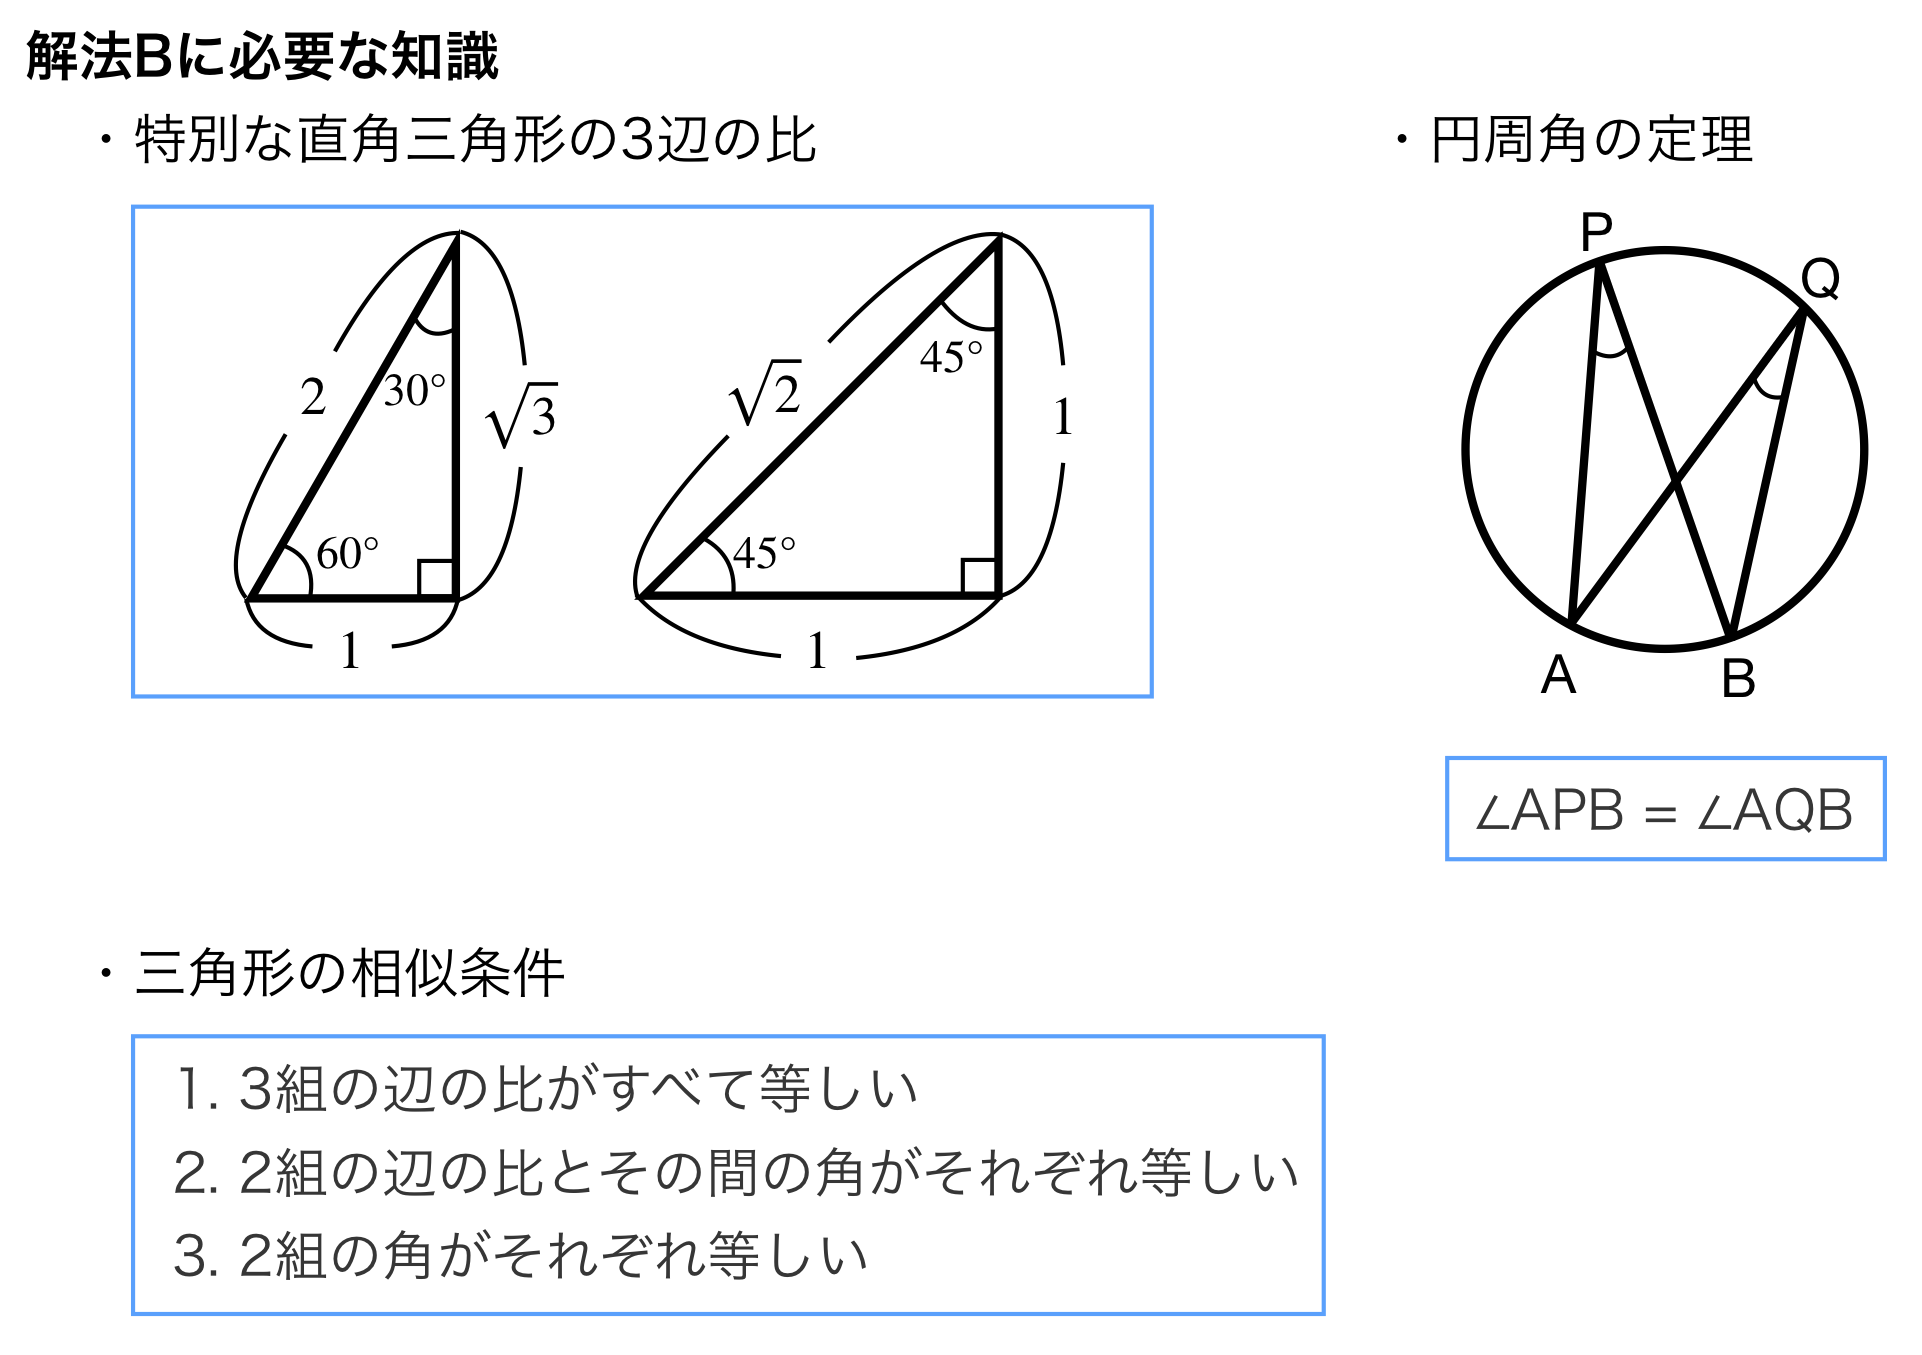 解法Bに必要な知識
・特別な直角三角形の3辺の比
2
30°
√3
60°
1
√2
45°
1
45°
1
・円周角の定理
P
Q
A
B
∠APB = ∠AQB
・三角形の相似条件
1. 3組の辺の比がすべて等しい
2. 2組の辺の比とその間の角がそれぞれ等しい
3. 2組の角がそれぞれ等しい